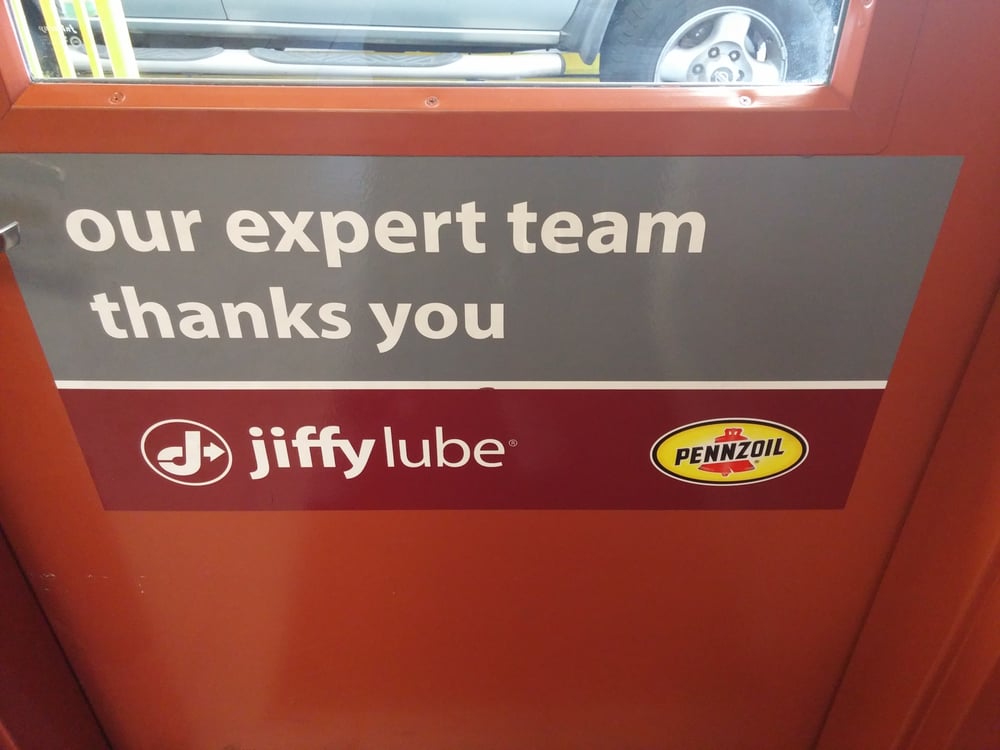 our expert team
thanks you
jiffy lube®
PENNZOIL